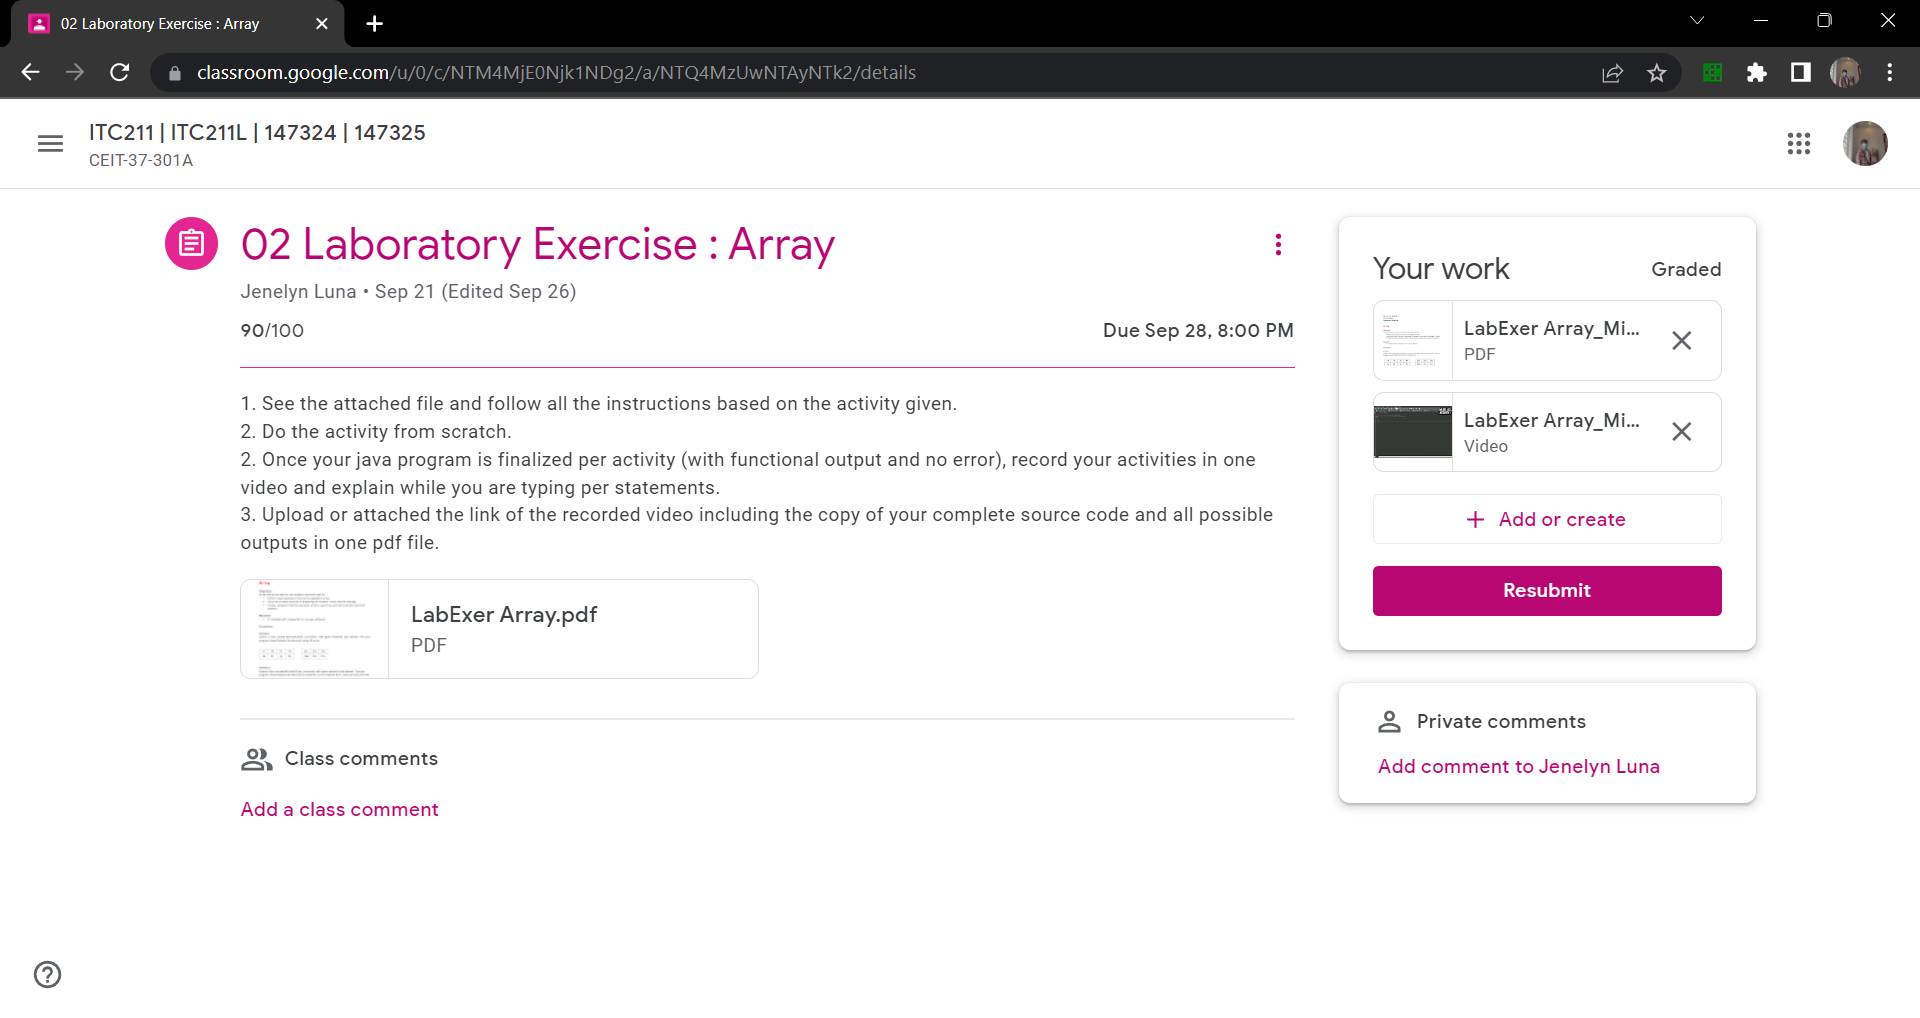 02 Laboratory Exercise : Array
classroom.google.com/u/0/c/NTM4MjE0Njk1NDg2/a/NTQ4MzUwNTAyNTk2/details
ITC211 | ITC211L | 147324 | 147325
CEIT-37-301A
02 Laboratory Exercise : Array
Jenelyn Luna • Sep 21 (Edited Sep 26)
90/100
Due Sep 28, 8:00 PM
1. See the attached file and follow all the instructions based on the activity given.
2. Do the activity from scratch.
2. Once your java program is finalized per activity (with functional output and no error), record your activities in one
video and explain while you are typing per statements.
3. Upload or attached the link of the recorded video including the copy of your complete source code and all possible
outputs in one pdf file.
LabExer Array.pdf
PDF
Class comments
Add a class comment
Your work
Graded
LabExer Array_Mi...
PDF
LabExer Array_Mi...
Video
Add or create
Resubmit
Private comments
Add comment to Jenelyn Luna